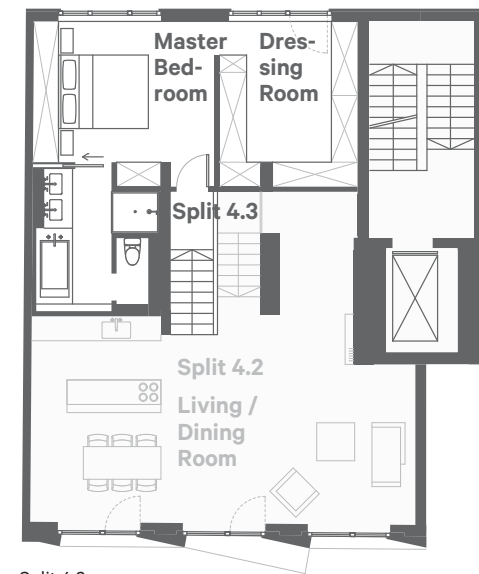 Master
Bed-
room
Dres-
sing
Room
Split 4.3
Split 4.2
Living /
Dining
Room